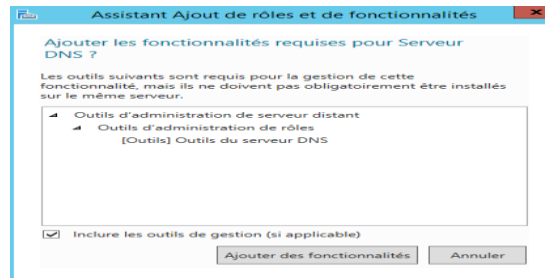 Assistant Ajout de rôles et de fonctionnalités
Ajouter les fonctionnalités requises pour Serveur
DNS ?
Les outils suivants sont requis pour la gestion de cette
fonctionnalité, mais ils ne doivent pas obligatoirement être installés
sur le même serveur.
Outils d'administration de serveur distant
Outils d'administration de rôles
[Outils] Outils du serveur DNS
Inclure les outils de gestion (si applicable)
Ajouter des fonctionnalités
Annuler